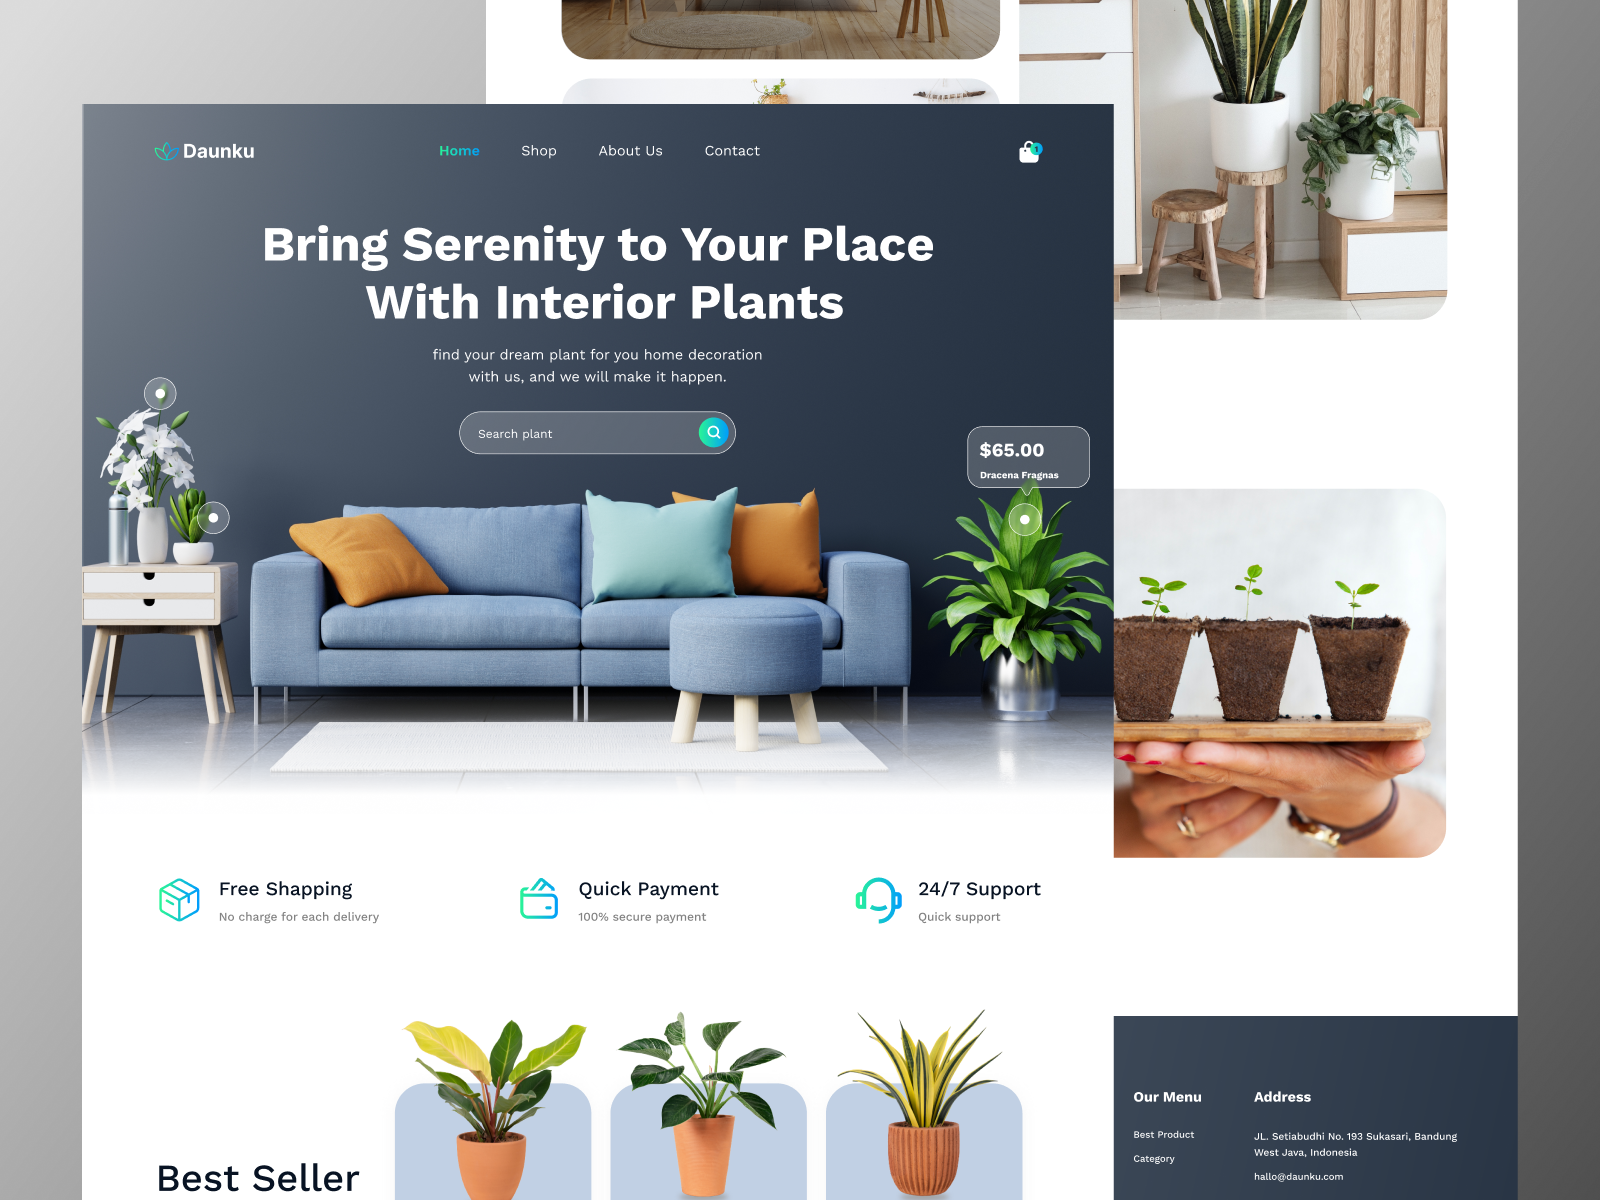 Daunku
Home
Shop
About Us
Contact
1
Bring Serenity to Your Place
With Interior Plants
find your dream plant for you home decoration
with us, and we will make it happen.
Search plant
$65.00
Dracena Fragnas
Free Shapping
No charge for each delivery
Quick Payment
100% secure payment
24/7 Support
Quick support
Best Seller
Our Menu
Best Product
Category
Address
JL. Setiabudhi No. 193 Sukasari, Bandung
West Java, Indonesia
hallo@daunku.com